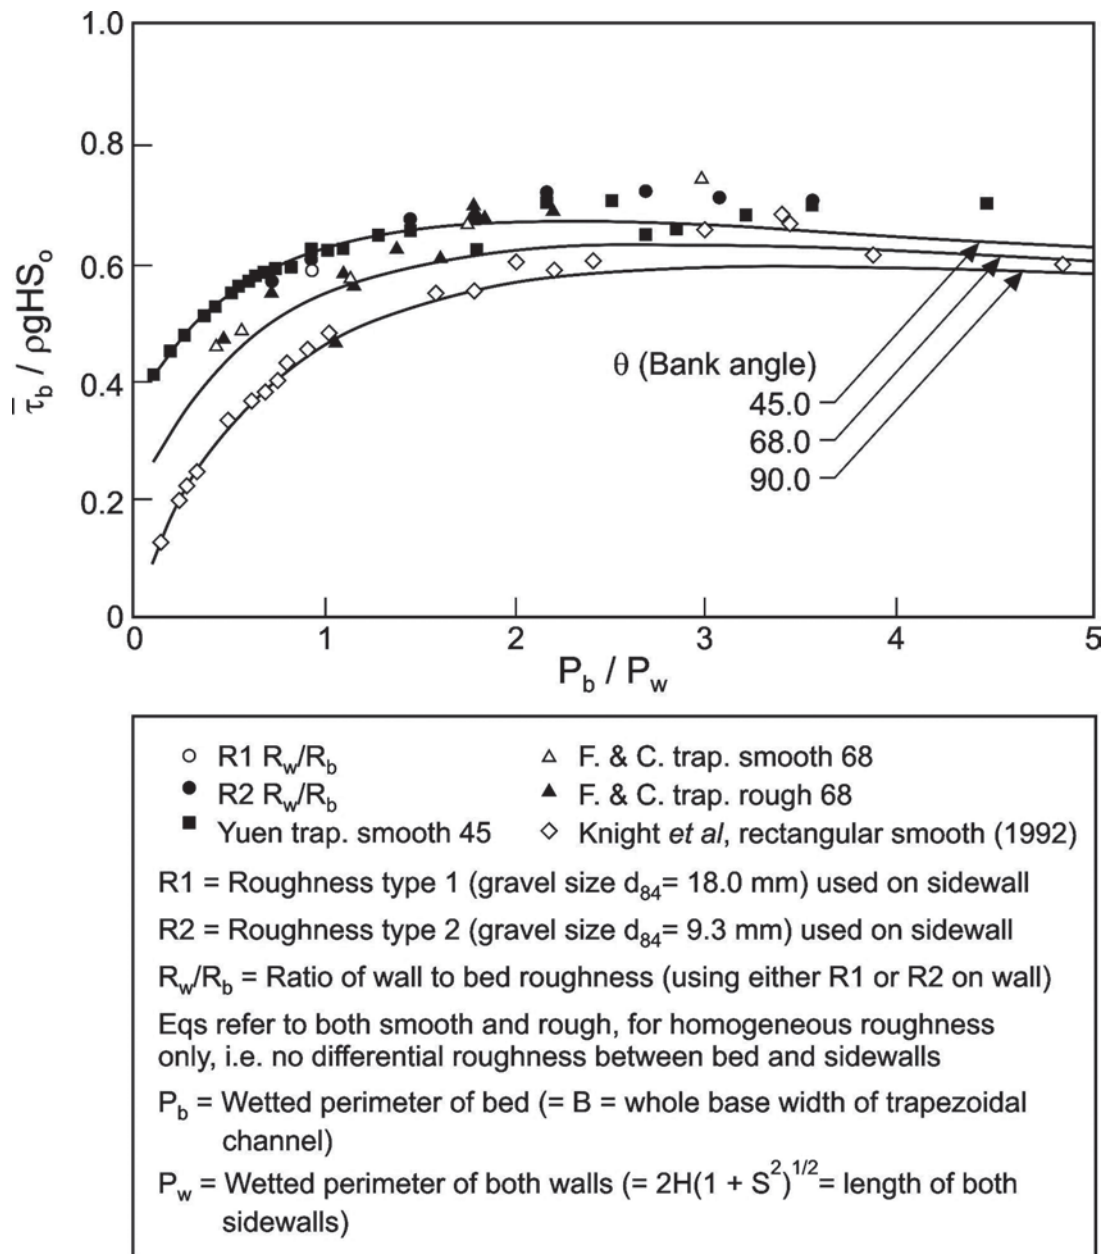 1.0
0.8
0.6
0.4
0.2
0
τ̄b / ρgHSo
θ (Bank angle)
45.0
68.0
90.0
0 1 2 3 4 5
Pb / Pw
R1 Rw/Rb
R2 Rw/Rb
Yuen trap. smooth 45
F. & C. trap. smooth 68
F. & C. trap. rough 68
Knight et al, rectangular smooth (1992)
R1 = Roughness type 1 (gravel size d84= 18.0 mm) used on sidewall
R2 = Roughness type 2 (gravel size d84= 9.3 mm) used on sidewall
Rw/Rb = Ratio of wall to bed roughness (using either R1 or R2 on wall)
Eqs refer to both smooth and rough, for homogeneous roughness
only, i.e. no differential roughness between bed and sidewalls
Pb = Wetted perimeter of bed (= B = whole base width of trapezoidal
channel)
Pw = Wetted perimeter of both walls (= 2H(1 + S²)^1/2= length of both
sidewalls)